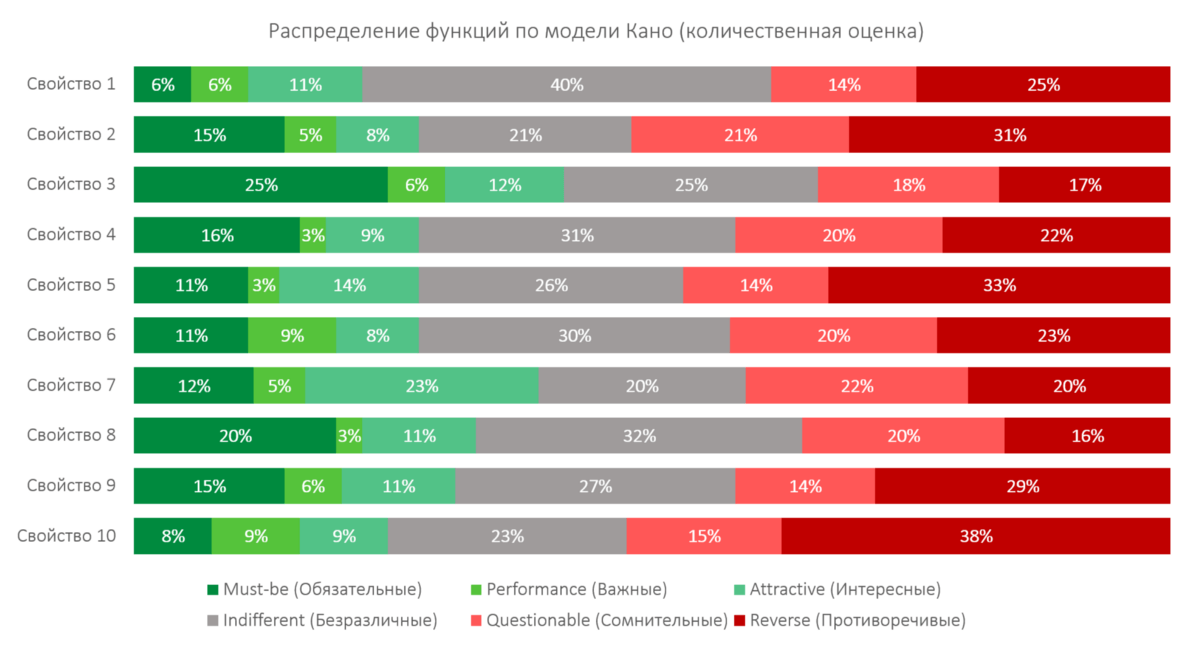 Распределение функций по модели Кано (количественная оценка)
Свойство 1 6% 6% 11% 40% 14% 25%
Свойство 2 15% 5% 8% 21% 21% 31%
Свойство 3 25% 6% 12% 25% 18% 17%
Свойство 4 16% 3% 9% 31% 20% 22%
Свойство 5 11% 3% 14% 26% 14% 33%
Свойство 6 11% 9% 8% 30% 20% 23%
Свойство 7 12% 5% 23% 20% 22% 20%
Свойство 8 20% 3% 11% 32% 20% 16%
Свойство 9 15% 6% 11% 27% 14% 29%
Свойство 10 8% 9% 9% 23% 15% 38%
Must-be (Обязательные) Performance (Важные) Attractive (Интересные)
Indifferent (Безразличные) Questionable (Сомнительные) Reverse (Противоречивые)